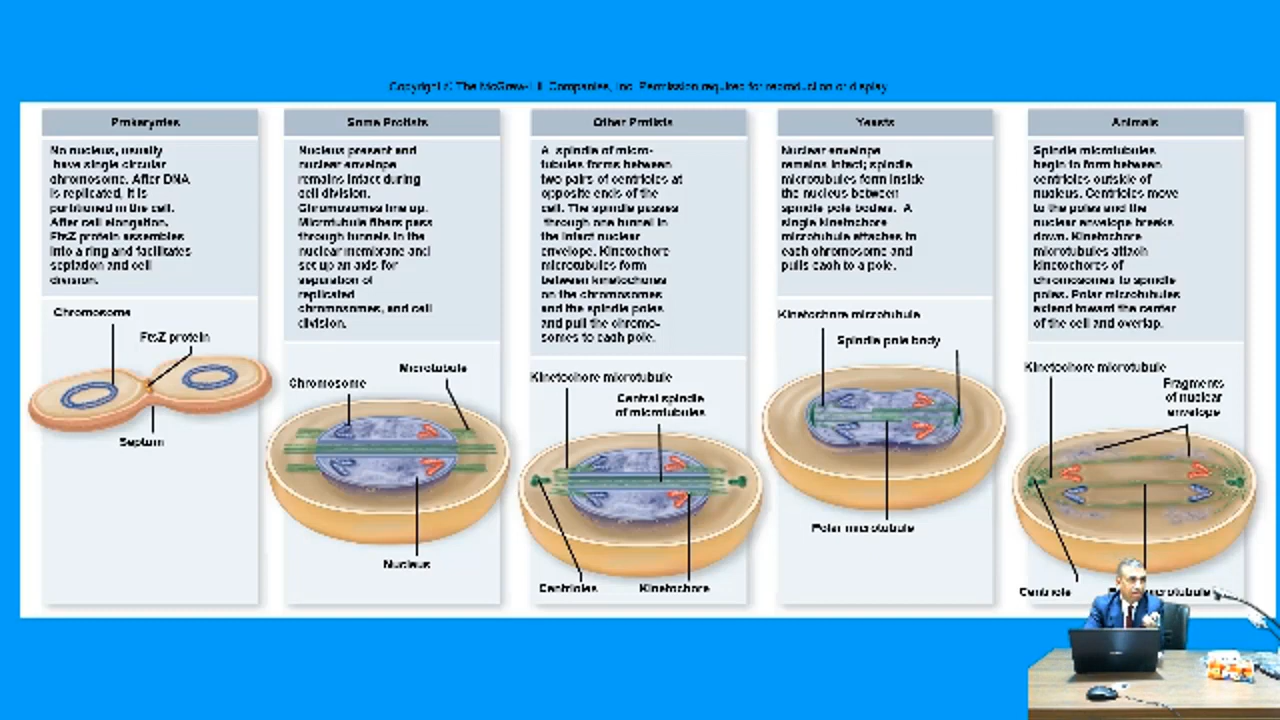 Copyright © The McGraw-Hill Companies, Inc. Permission required for reproduction or display.
Prokaryotes
No nucleus, usually
have single circular
chromosome. After DNA
is replicated, it is
partitioned in the cell.
After cell elongation,
FtsZ protein assembles
into a ring and facilitates
septation and cell
division.
Chromosome
FtsZ protein
Septum
Some Protists
Nucleus present and
nuclear envelope
remains intact during
cell division.
Chromosomes line up.
Microtubule fibers pass
through tunnels in the
nuclear membrane and
set up an axis for
separation of
replicated
chromosomes, and cell
division.
Microtubule
Chromosome
Nucleus
Other Protists
A spindle of micro-
tubules forms between
two pairs of centrioles at
opposite ends of the
cell. The spindle passes
through one tunnel in
the intact nuclear
envelope. Kinetochore
microtubules form
between kinetochores
on the chromosomes
and the spindle poles
and pull the chromo-
somes to each pole.
Kinetochore microtubule
Central spindle
of microtubules
Centrioles
Kinetochore
Yeasts
Nuclear envelope
remains intact; spindle
microtubules form inside
the nucleus between
spindle pole bodies. A
single kinetochore
microtubule attaches to
each chromosome and
pulls each to a pole.
Kinetochore microtubule
Spindle pole body
Polar microtubule
Animals
Spindle microtubules
begin to form between
centrioles outside of
nucleus. Centrioles move
to the poles and the
nuclear envelope breaks
down. Kinetochore
microtubules attach
kinetochores of
chromosomes to spindle
poles. Polar microtubules
extend toward the center
of the cell and overlap.
Kinetochore microtubule
Fragments
of nuclear
envelope
Centriole